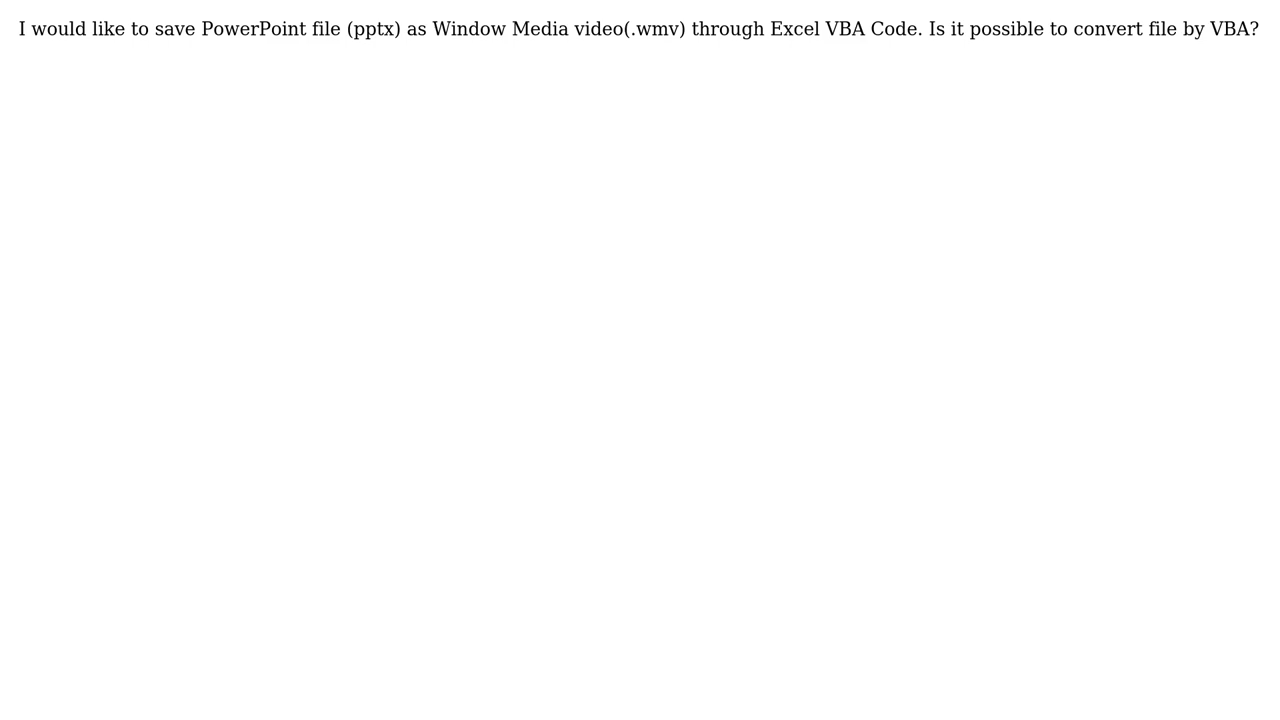 I would like to save PowerPoint file (pptx) as Window Media video(.wmv) through Excel VBA Code. Is it possible to convert file by VBA?